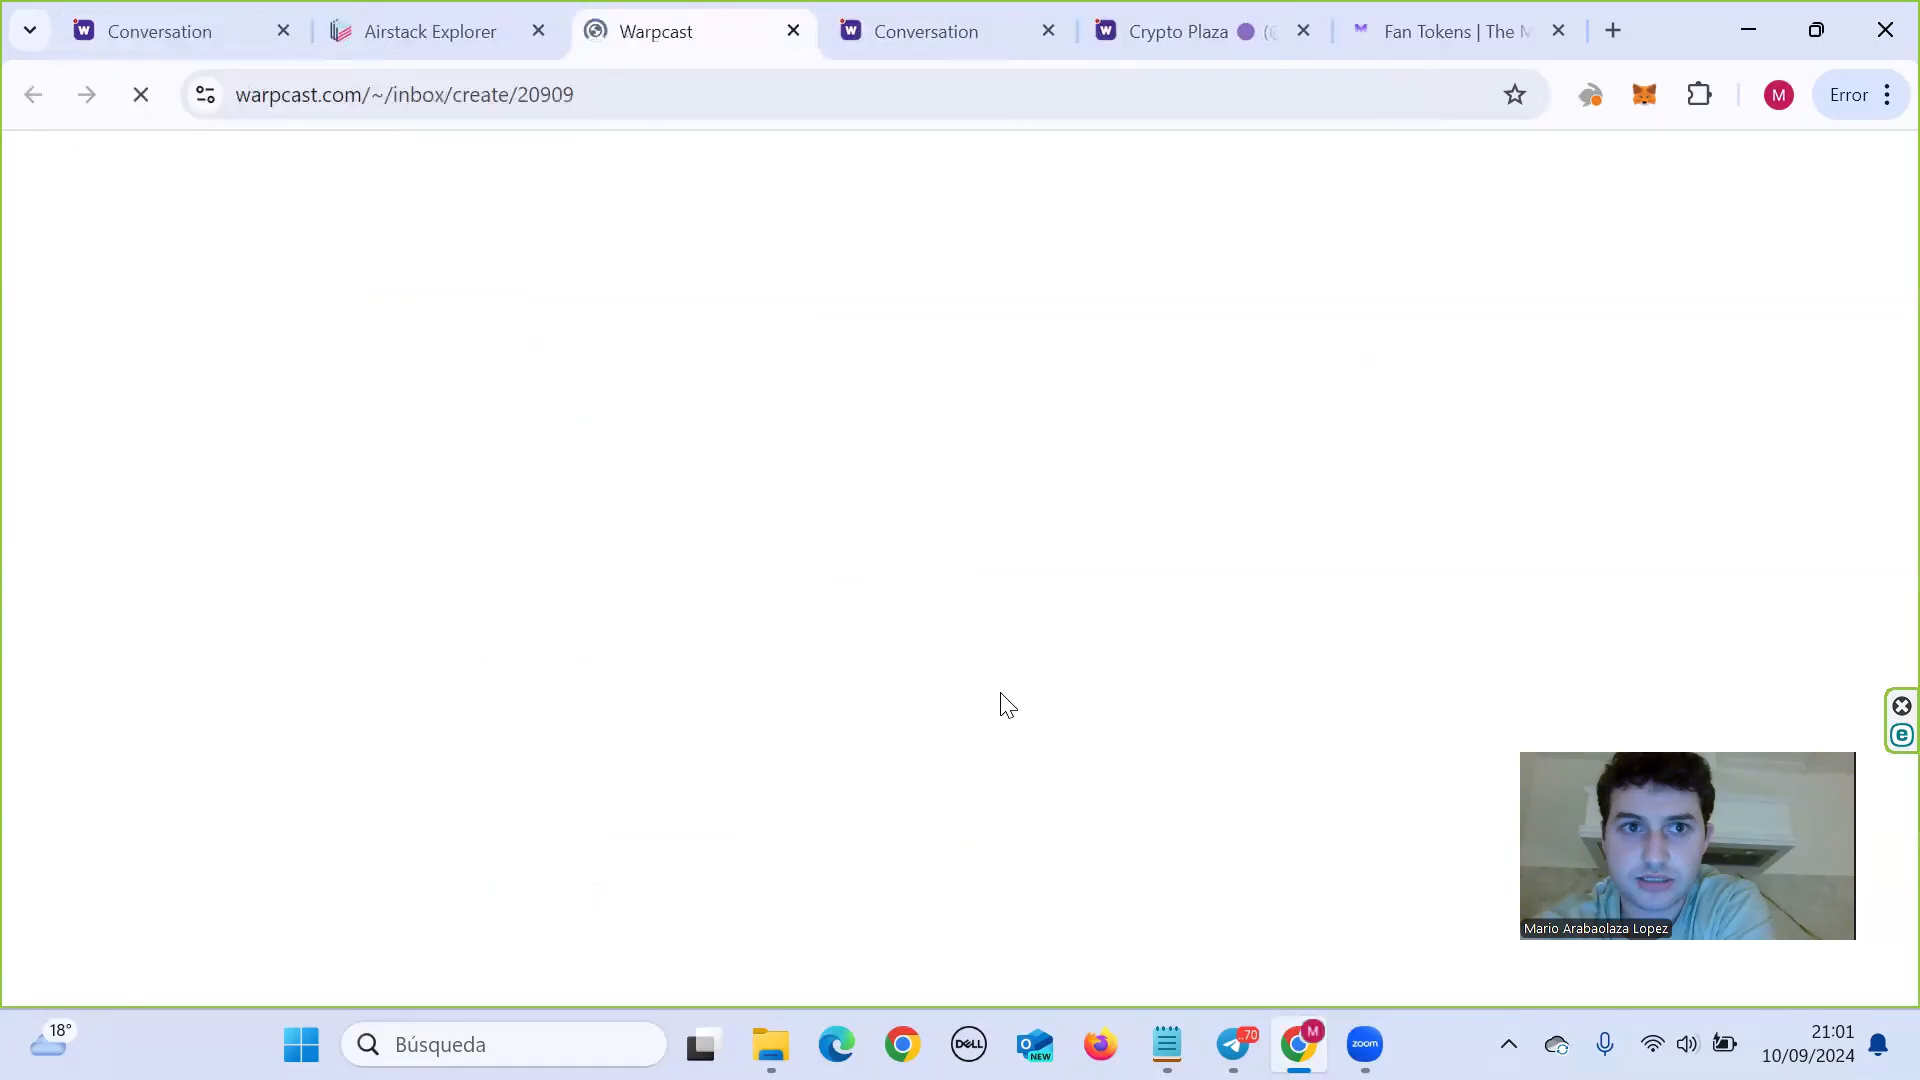 Conversation
Airstack Explorer
Warpcast
Conversation
Crypto Plaza
Fan Tokens | The M
warpcast.com/~/inbox/create/20909
M
Error
Mario Arabaolaza Lopez
18°
Búsqueda
DELL
NEW
70
M
zoom
21:01
10/09/2024